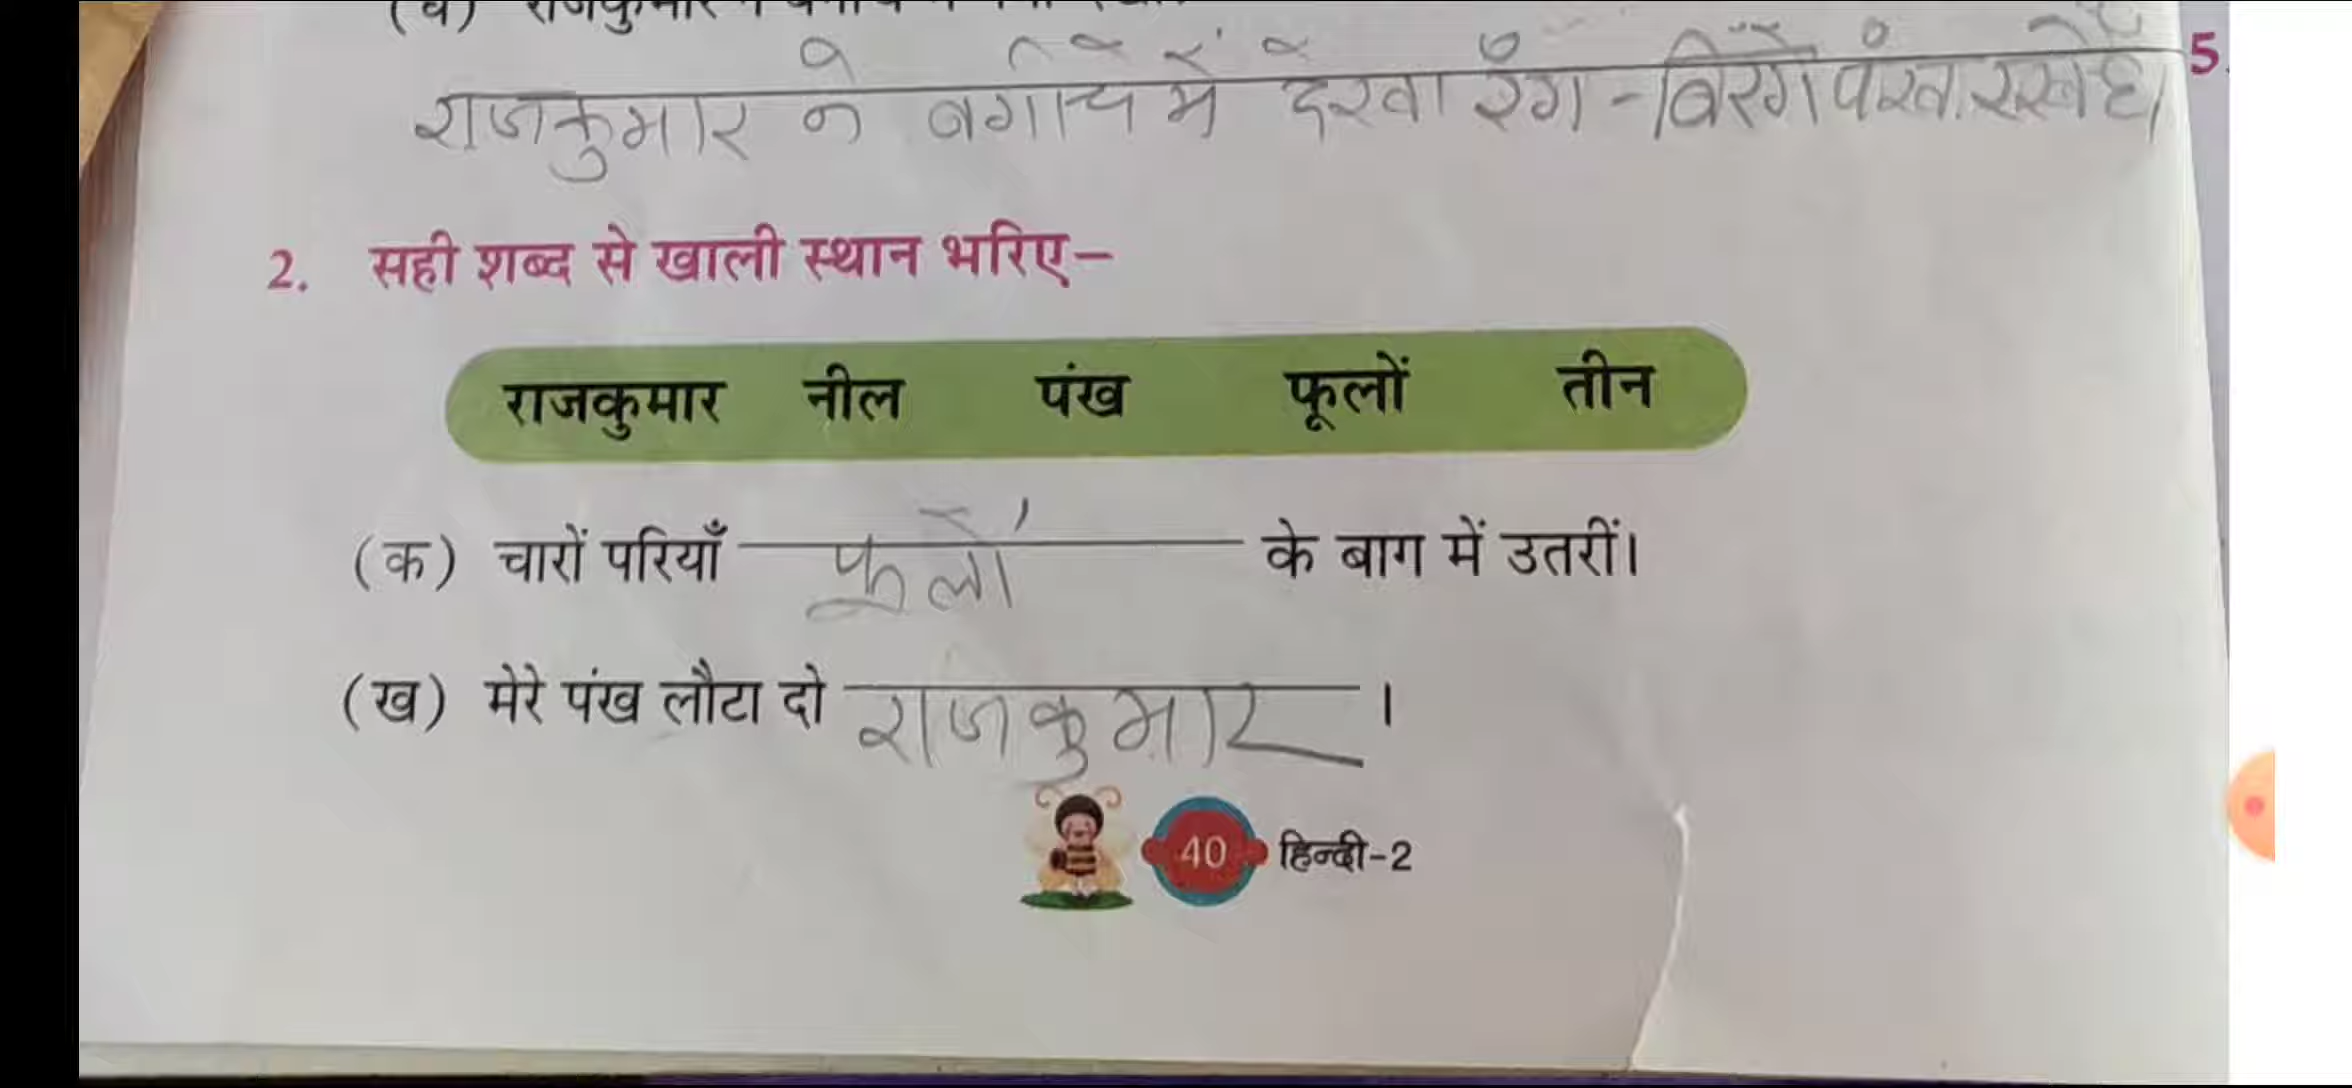 राजकुमार ने बगीचे में देखा रंग-बिरंगे पंख रखे है।
5.
2. सही शब्द से खाली स्थान भरिए–
राजकुमार नील पंख फूलों तीन
(क) चारों परियाँ फूलों के बाग में उतरीं।
(ख) मेरे पंख लौटा दो राजकुमार ।
40 हिन्दी-2